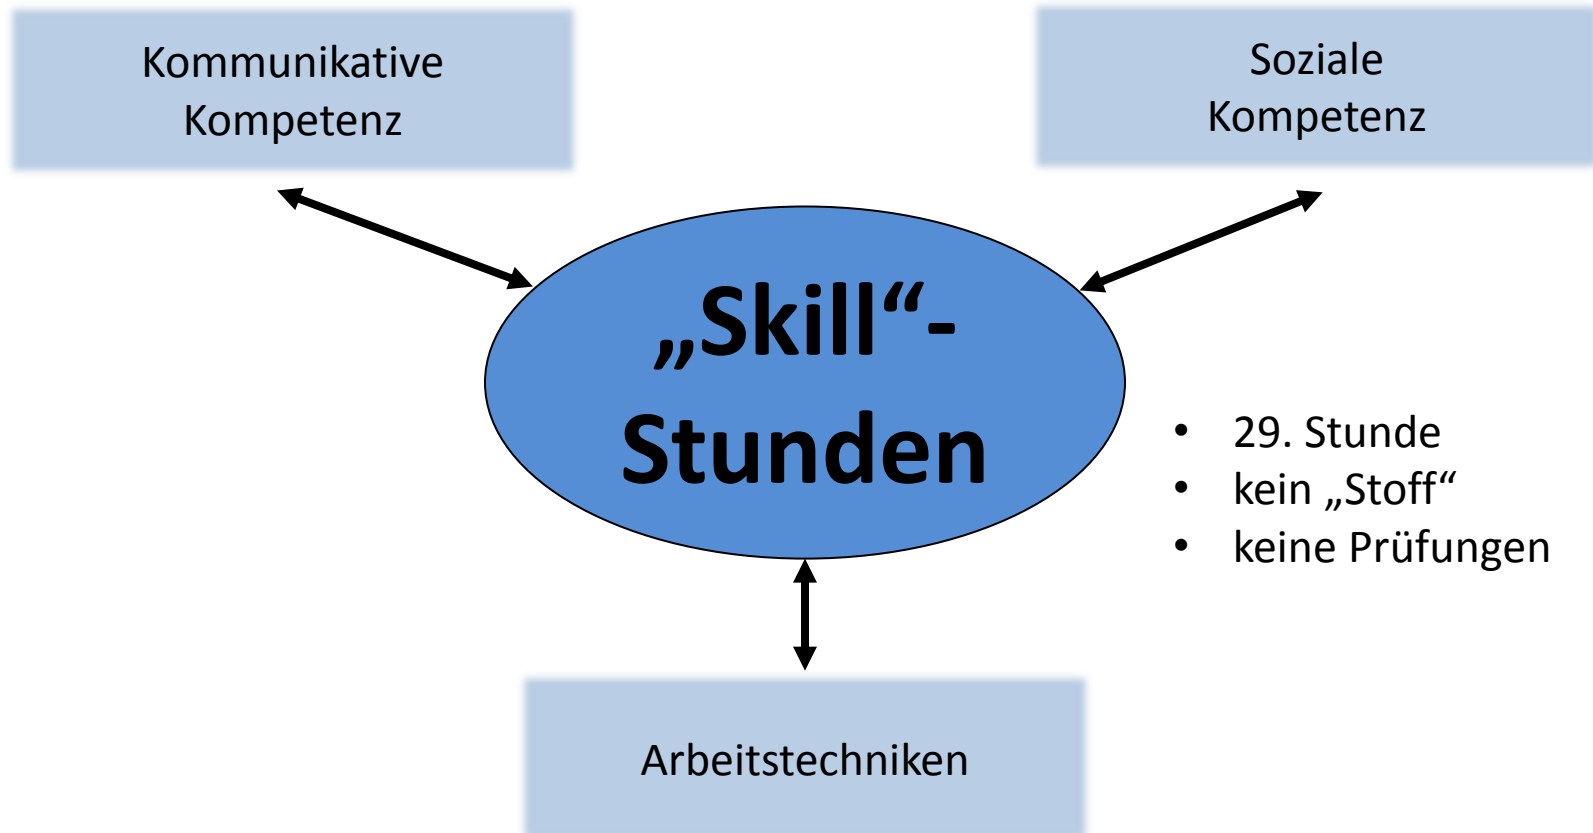 Kommunikative
Kompetenz
Soziale
Kompetenz
„Skill“-
Stunden
• 29. Stunde
• kein „Stoff“
• keine Prüfungen
Arbeitstechniken